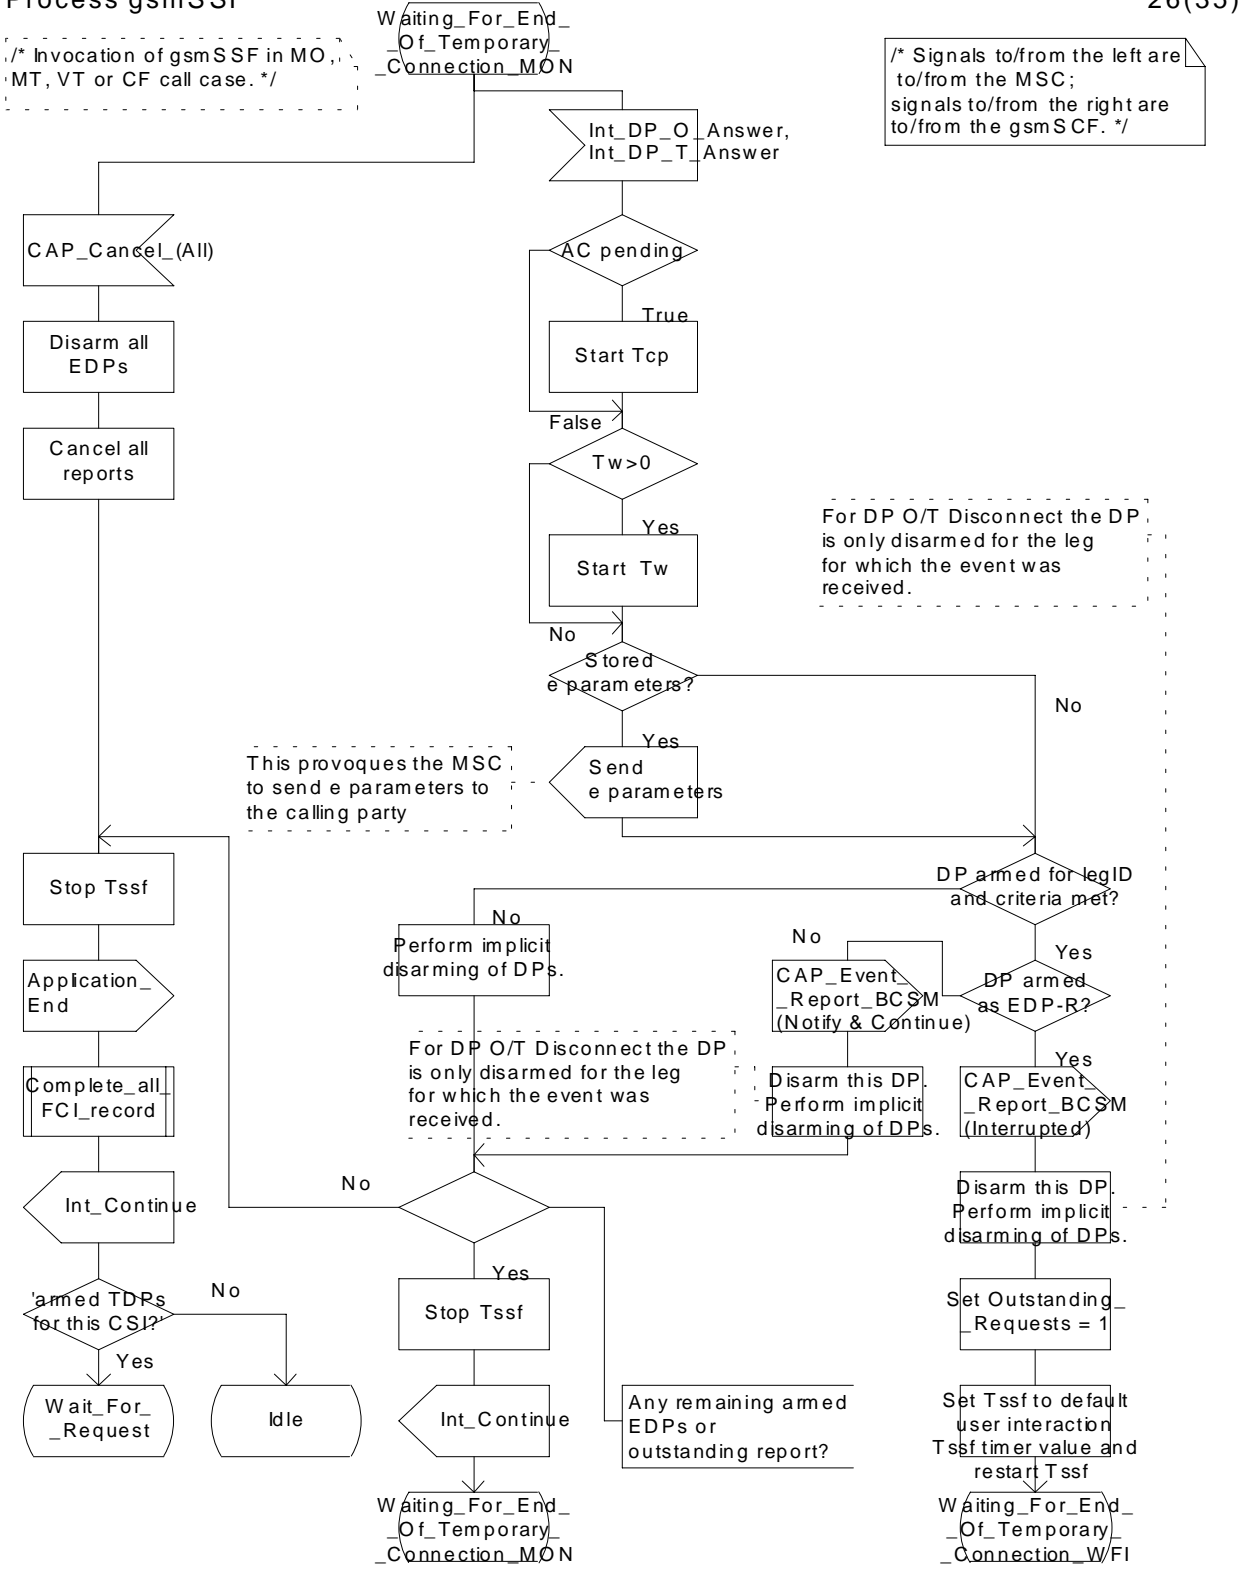 Process gsmSSF
26(35)
Waiting_For_End_
_Of_Temporary_
_Connection_MON
/* Invocation of gsmSSF in MO,
MT, VT or CF call case. */
/* Signals to/from the left are
to/from the MSC;
signals to/from the right are
to/from the gsmSCF. */
Int_DP_O_Answer,
Int_DP_T_Answer
CAP_Cancel_(All)
AC pending
True
Disarm all
EDPs
Start Tcp
False
Cancel all
reports
Tw>0
Yes
Start Tw
No
For DP O/T Disconnect the DP
is only disarmed for the leg
for which the event was
received.
Stored
e parameters?
No
Yes
This provoques the MSC
to send e parameters to
the calling party
Send
e parameters
Stop Tssf
DP armed for legID
and criteria met?
No
Yes
Perform implicit
disarming of DPs.
No
Application_
End
CAP_Event_
_Report_BCSM
(Notify & Continue)
DP armed
as EDP-R?
Yes
For DP O/T Disconnect the DP
is only disarmed for the leg
for which the event was
received.
Complete_all_
FCI_record
Disarm this DP.
Perform implicit
disarming of DPs.
CAP_Event_
_Report_BCSM
(Interrupted)
No
Int_Continue
Disarm this DP.
Perform implicit
disarming of DPs.
Yes
'armed TDPs
for this CSI?'
No
Yes
Stop Tssf
Set Outstanding_
_Requests = 1
Wait_For_
_Request
Idle
Int_Continue
Any remaining armed
EDPs or
outstanding report?
Set Tssf to default
user interaction
Tssf timer value and
restart Tssf
Waiting_For_End_
_Of_Temporary_
_Connection_MON
Waiting_For_End_
_Of_Temporary_
_Connection_WFI